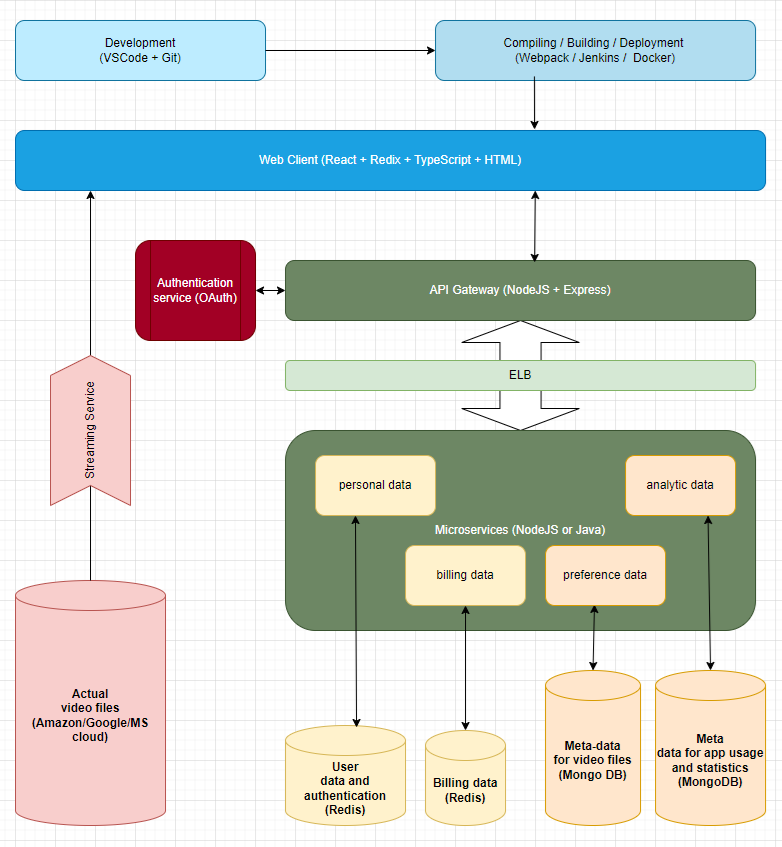 Development
(VSCode + Git)
Compiling / Building / Deployment
(Webpack / Jenkins / Docker)
Web Client (React + Redix + TypeScript + HTML)
Authentication
service (OAuth)
API Gateway (NodeJS + Express)
ELB
Streaming Service
personal data
analytic data
Microservices (NodeJS or Java)
billing data
preference data
Actual
video files
(Amazon/Google/MS
cloud)
User
data and
authentication
(Redis)
Billing data
(Redis)
Meta-data
for video files
(Mongo DB)
Meta
data for app usage
and statistics
(MongoDB)